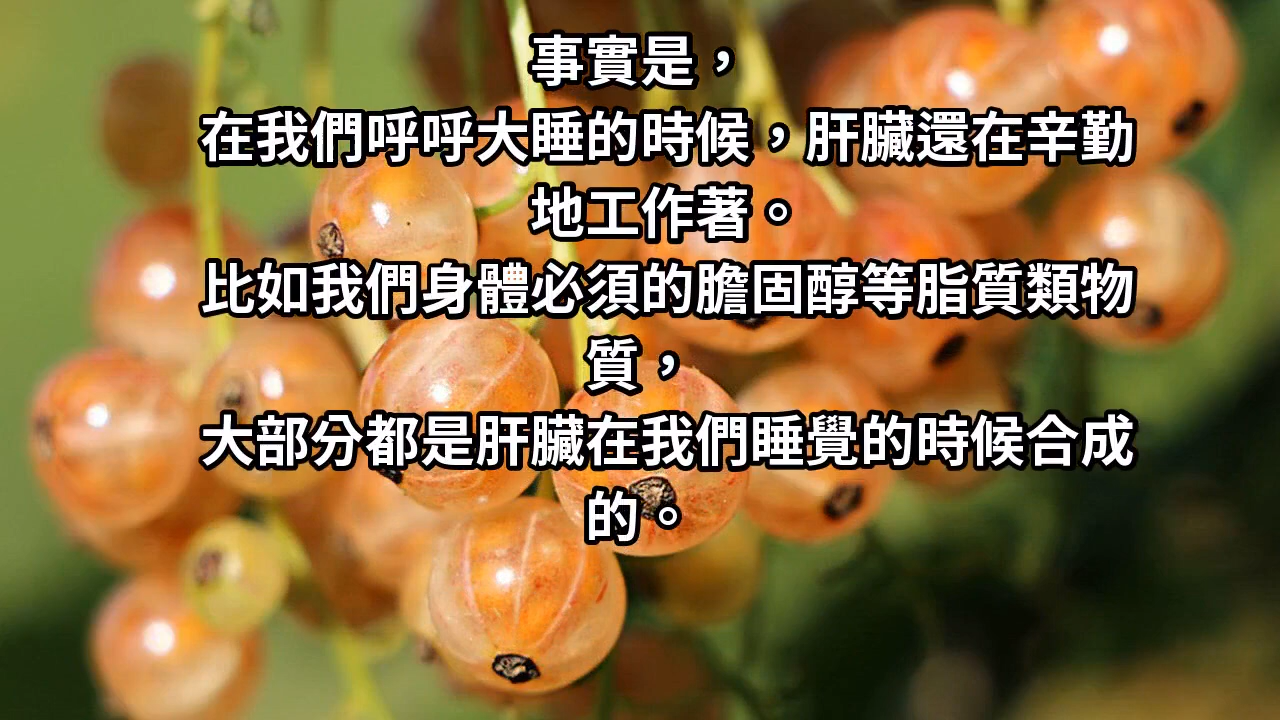 事實是，
在我們呼呼大睡的時候，肝臟還在辛勤
地工作著。
比如我們身體必須的膽固醇等脂質類物
質，
大部分都是肝臟在我們睡覺的時候合成
的。